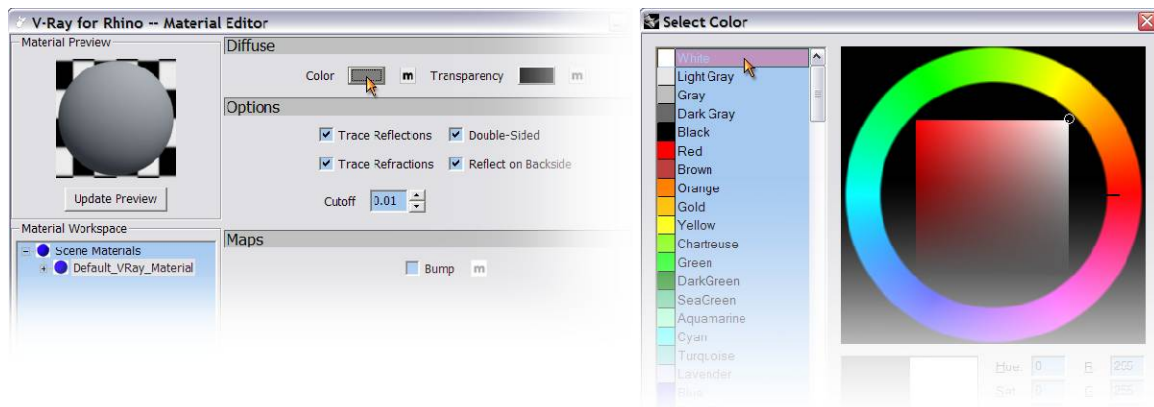 V-Ray for Rhino -- Material Editor
Material Preview
Update Preview
Material Workspace
Scene Materials
Default_VRay_Material
Diffuse
Color m Transparency m
Options
Trace Reflections Double-Sided
Trace Refractions Reflect on Backside
Cutoff 0.01
Maps
Bump m
Select Color
White
Light Gray
Gray
Dark Gray
Black
Red
Brown
Orange
Gold
Yellow
Chartreuse
Green
DarkGreen
SeaGreen
Aquamarine
Cyan
Turquoise
Lavender
Blue
Hue: 0 R: 255
Sat: 0 G: 255